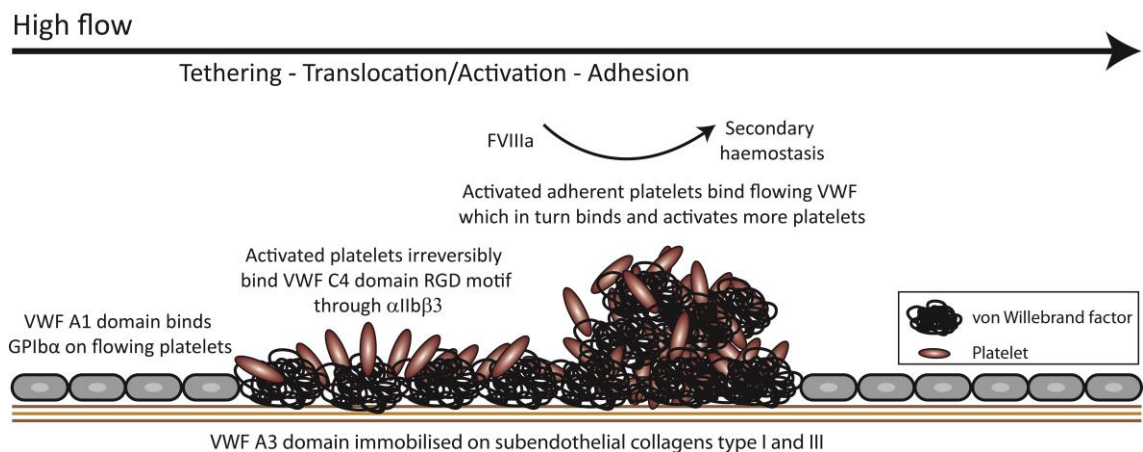 High flow
Tethering - Translocation/Activation - Adhesion
FVIIIa
Secondary
haemostasis
Activated adherent platelets bind flowing VWF
which in turn binds and activates more platelets
Activated platelets irreversibly
bind VWF C4 domain RGD motif
through αIIbβ3
VWF A1 domain binds
GPIbα on flowing platelets
von Willebrand factor
Platelet
VWF A3 domain immobilised on subendothelial collagens type I and III